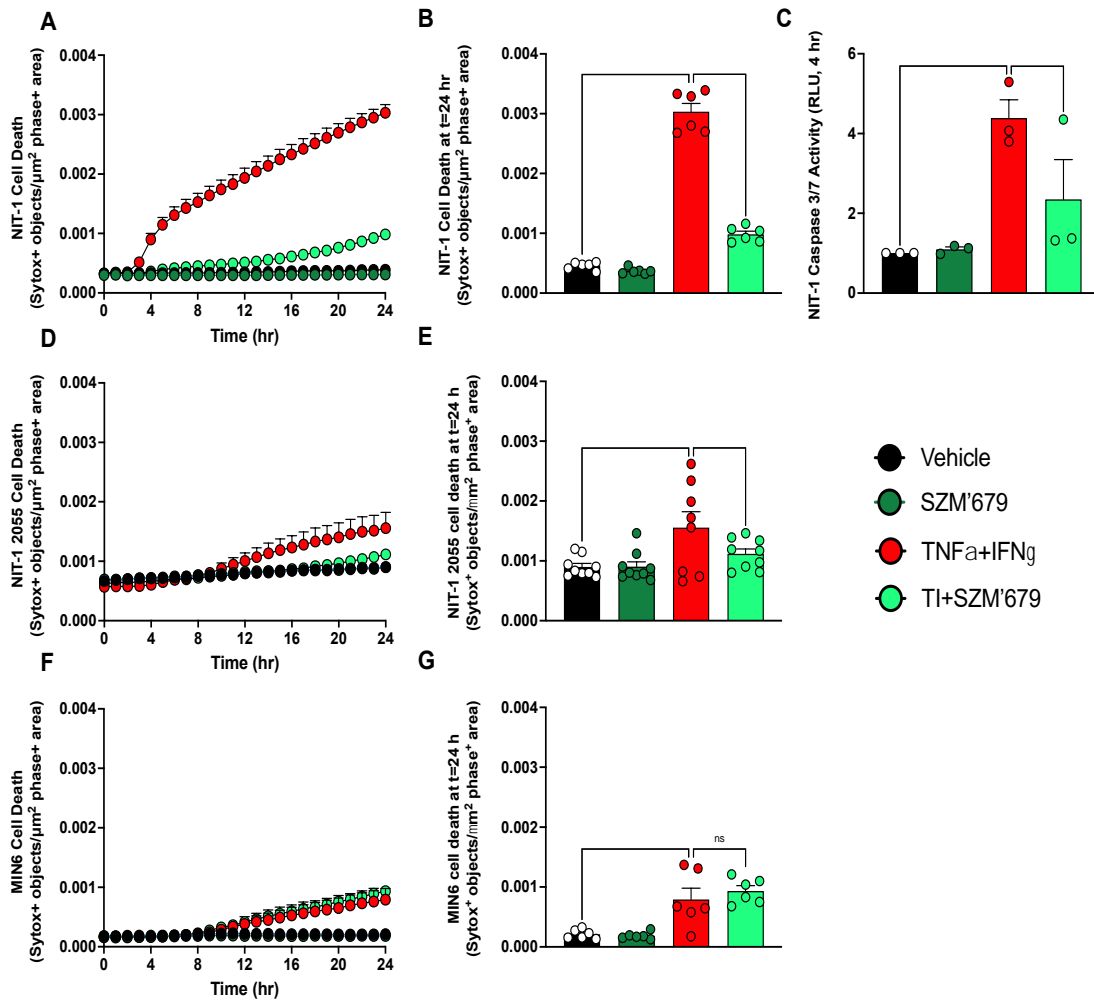 A
NIT-1 Cell Death
(Sytox+ objects/µm² phase+ area)
0.004
0.003
0.002
0.001
0.000
0 4 8 12 16 20 24
Time (hr)
B
NIT-1 Cell Death at t=24 hr
(Sytox+ objects/µm² phase+ area)
0.004
0.003
0.002
0.001
0.000
C
NIT-1 Caspase 3/7 Activity (RLU, 4 hr)
6
4
2
0
D
NIT-1 2055 Cell Death
(Sytox+ objects/µm² phase+ area)
0.004
0.003
0.002
0.001
0.000
0 4 8 12 16 20 24
Time (hr)
E
NIT-1 2055 cell death at t=24 h
(Sytox⁺ objects/mm² phase⁺ area)
0.004
0.003
0.002
0.001
0.000
Vehicle
SZM'679
TNFa+IFNg
TI+SZM'679
F
MIN6 Cell Death
(Sytox+ objects/µm² phase+ area)
0.004
0.003
0.002
0.001
0.000
0 4 8 12 16 20 24
Time (hr)
G
MIN6 cell death at t=24 h
(Sytox⁺ objects/mm² phase⁺ area)
0.004
0.003
0.002
0.001
0.000
ns